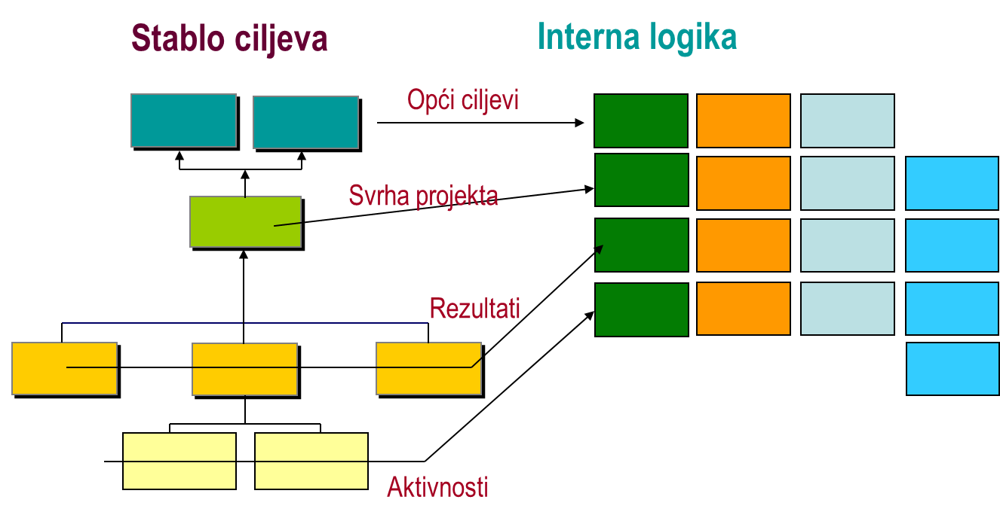 Stablo ciljeva
Interna logika
Opći ciljevi
Svrha projekta
Rezultati
Aktivnosti